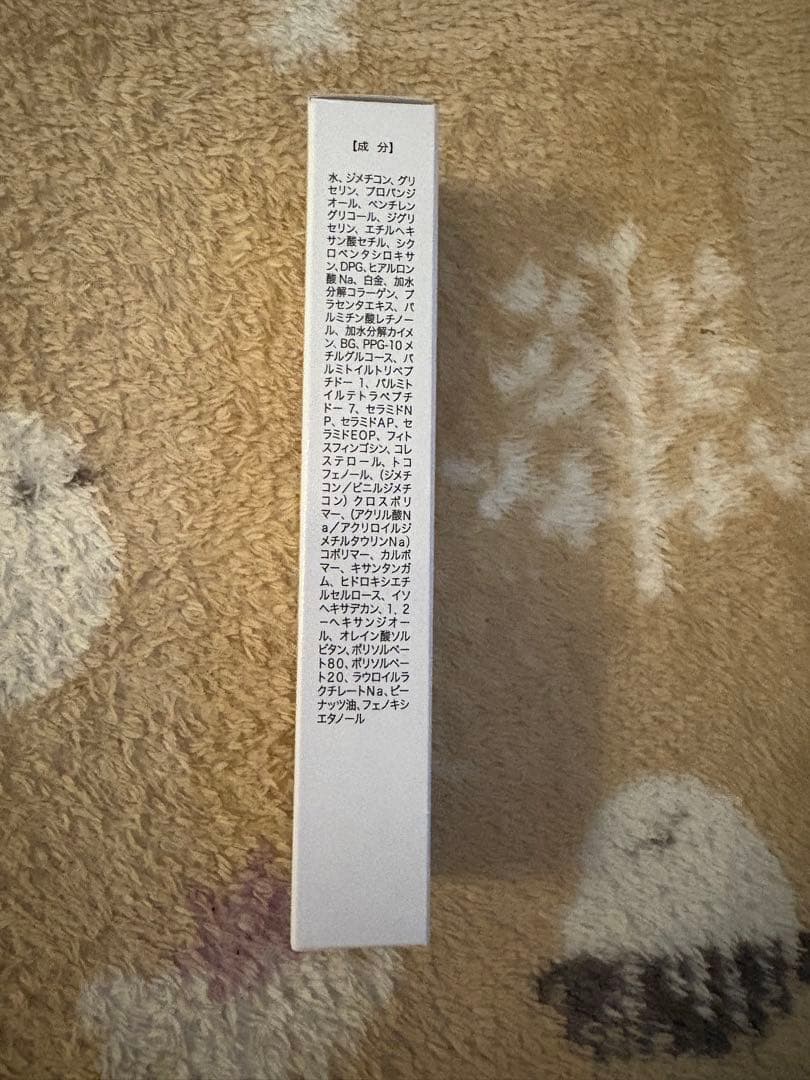 【成 分】
水、ジメチコン、グリ
セリン、プロパンジ
オール、ペンチレン
グリコール、ジグリ
セリン、エチルヘキ
サン酸セチル、シク
ロペンタシロキサ
ン、DPG、ヒアルロン
酸Na、白金、加水
分解コラーゲン、プ
ラセンタエキス、パ
ルミチン酸レチノー
ル、加水分解カイメ
ン、BG、PPG-10メ
チルグルコース、パ
ルミトイルトリペプ
チドー1、パルミト
イルテトラペプチ
ドー7、セラミドN
P、セラミドAP、セ
ラミドEOP、フィト
スフィンゴシン、コレ
ステロール、トコ
フェノール、(ジメチ
コン/ビニルジメチ
コン)クロスポリ
マー、(アクリル酸N
a/アクリロイルジ
メチルタウリンNa)
コポリマー、カルボ
マー、キサンタンガ
ム、ヒドロキシエチ
ルセルロース、イソ
ヘキサデカン、1,2
ーヘキサンジオー
ル、オレイン酸ソル
ビタン、ポリソルベー
ト80、ポリソルベー
ト20、ラウロイルラ
クチレートNa、ピー
ナッツ油、フェノキシ
エタノール